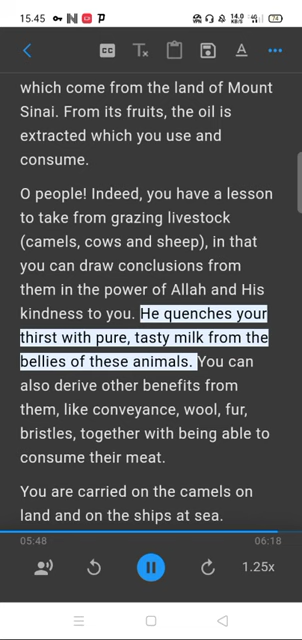 15.45
14.0
KB/S
74
CC
A
which come from the land of Mount
Sinai. From its fruits, the oil is
extracted which you use and
consume.
O people! Indeed, you have a lesson
to take from grazing livestock
(camels, cows and sheep), in that
you can draw conclusions from
them in the power of Allah and His
kindness to you. He quenches your
thirst with pure, tasty milk from the
bellies of these animals. You can
also derive other benefits from
them, like conveyance, wool, fur,
bristles, together with being able to
consume their meat.
You are carried on the camels on
land and on the ships at sea.
05:48
06:18
1.25x